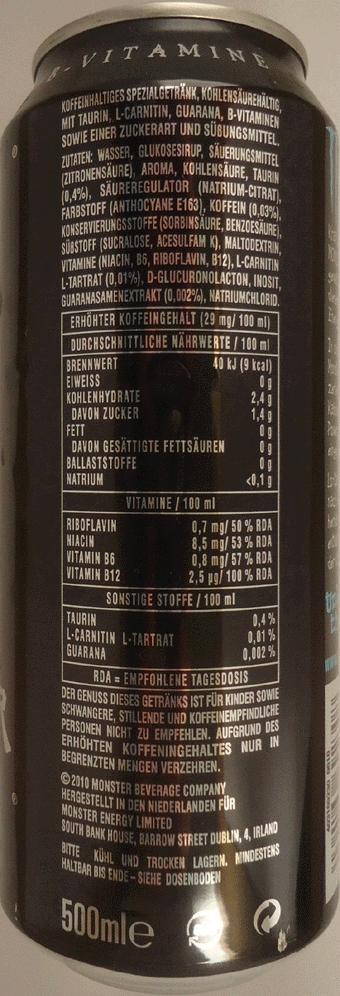 B-VITAMINE
KOFFEINHALTIGES SPEZIALGETRÄNK, KOHLENSÄUREHÄLTIG,
MIT TAURIN, L-CARNITIN, GUARANA, B-VITAMINEN
SOWIE EINER ZUCKERART UND SÜßUNGSMITTEL.
ZUTATEN: WASSER, GLUKOSESIRUP, SÄUERUNGSMITTEL
(ZITRONENSÄURE), AROMA, KOHLENSÄURE, TAURIN
(0,4%), SÄUREREGULATOR (NATRIUM-CITRAT),
FARBSTOFF (ANTHOCYANE E163), KOFFEIN (0,03%),
KONSERVIERUNGSSTOFFE (SORBINSÄURE, BENZOESÄURE),
SÜßSTOFF (SUCRALOSE, ACESULFAM K), MALTODEXTRIN,
VITAMINE (NIACIN, B6, RIBOFLAVIN, B12), L-CARNITIN
L-TARTRAT (0,01%), D-GLUCURONOLACTON, INOSIT,
GUARANASAMENEXTRAKT (0,002%), NATRIUMCHLORID.
ERHÖHTER KOFFEINGEHALT (29 mg/ 100 ml)
DURCHSCHNITTLICHE NÄHRWERTE / 100 ml
BRENNWERT 40 kJ (9 kcal)
EIWEISS 0 g
KOHLENHYDRATE 2,4 g
DAVON ZUCKER 1,4 g
FETT 0 g
DAVON GESÄTTIGTE FETTSÄUREN 0 g
BALLASTSTOFFE 0 g
NATRIUM <0,1 g
VITAMINE / 100 ml
RIBOFLAVIN 0,7 mg/ 50 % RDA
NIACIN 8,5 mg/ 53 % RDA
VITAMIN B6 0,8 mg/ 57 % RDA
VITAMIN B12 2,5 µg/ 100 % RDA
SONSTIGE STOFFE / 100 ml
TAURIN 0,4 %
L-CARNITIN L-TARTRAT 0,01 %
GUARANA 0,002 %
RDA = EMPFOHLENE TAGESDOSIS
DER GENUSS DIESES GETRÄNKS IST FÜR KINDER SOWIE
SCHWANGERE, STILLENDE UND KOFFEINEMPFINDLICHE
PERSONEN NICHT ZU EMPFEHLEN. AUFGRUND DES
ERHÖHTEN KOFFENINGEHALTES NUR IN
BEGRENZTEN MENGEN VERZEHREN.
© 2010 MONSTER BEVERAGE COMPANY
HERGESTELLT IN DEN NIEDERLANDEN FÜR
MONSTER ENERGY LIMITED
SOUTH BANK HOUSE, BARROW STREET DUBLIN, 4, IRLAND
BITTE KÜHL UND TROCKEN LAGERN. MINDESTENS
HALTBAR BIS ENDE - SIEHE DOSENBODEN
500ml e